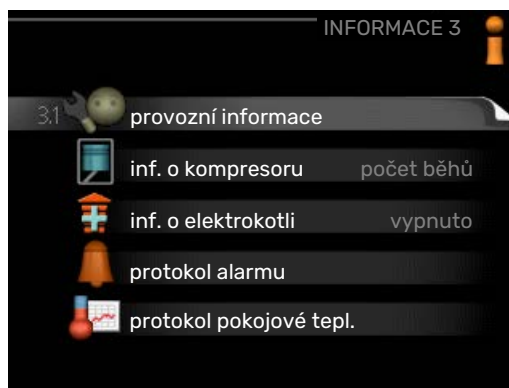 INFORMACE 3
3.1 provozní informace
inf. o kompresoru počet běhů
inf. o elektrokotli vypnuto
protokol alarmu
protokol pokojové tepl.